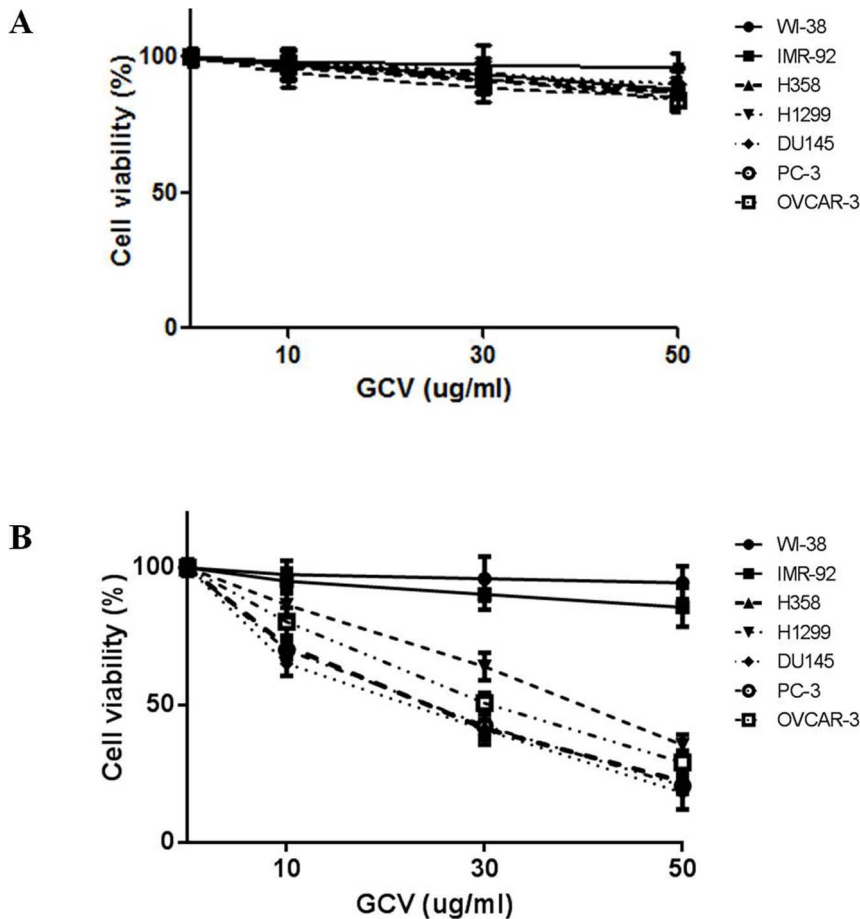 A
Cell viability (%)
100
50
0
10
30
50
GCV (ug/ml)
WI-38
IMR-92
H358
H1299
DU145
PC-3
OVCAR-3
B
Cell viability (%)
100
50
0
10
30
50
GCV (ug/ml)
WI-38
IMR-92
H358
H1299
DU145
PC-3
OVCAR-3